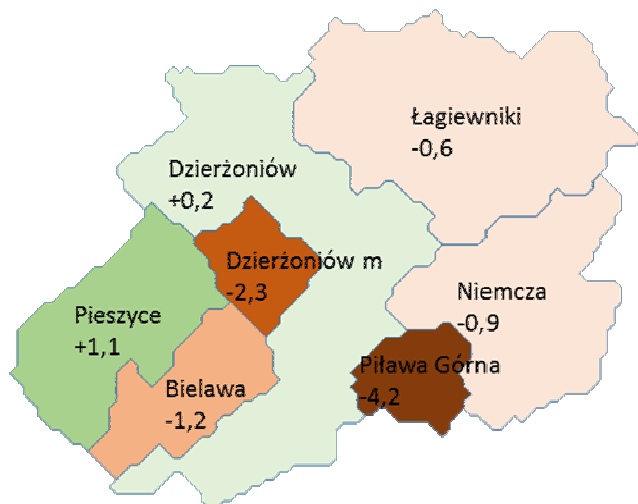 Łagiewniki
-0,6
Dzierżoniów
+0,2
Dzierżoniów m
-2,3
Niemcza
-0,9
Pieszyce
+1,1
Piława Górna
-4,2
Bielawa
-1,2